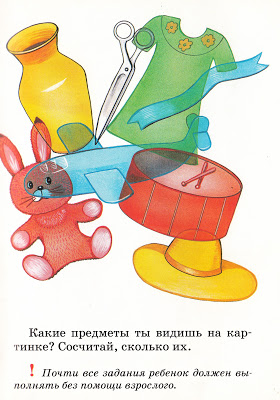 Какие предметы ты видишь на кар-
тинке? Сосчитай, сколько их.
! Почти все задания ребенок должен вы-
полнять без помощи взрослого.